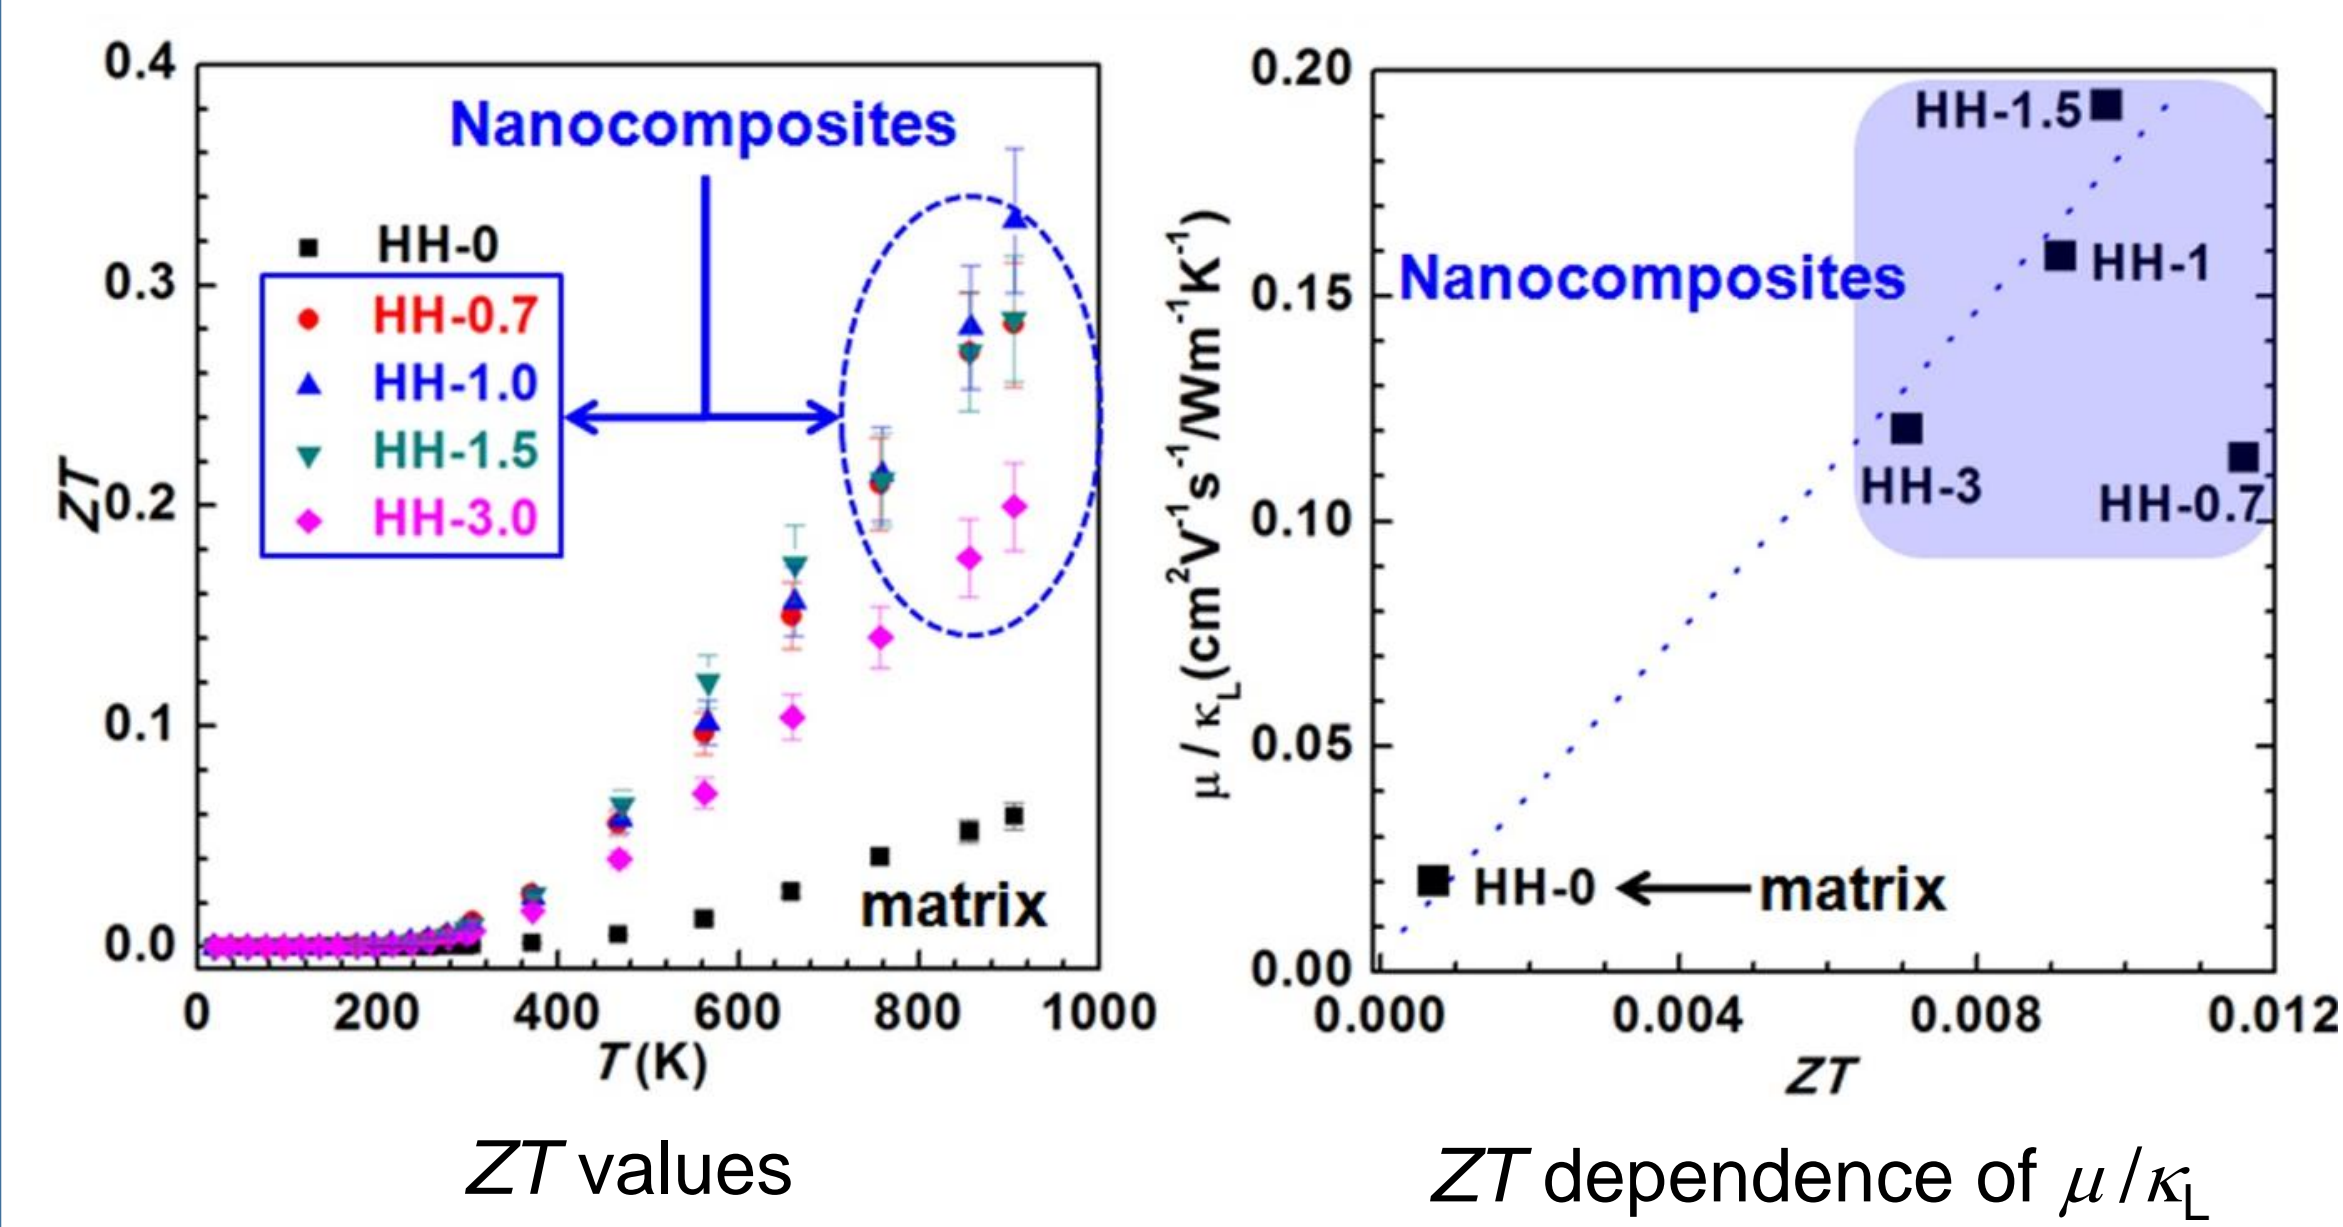 0.4
0.3
0.2
0.1
0.0
ZT
Nanocomposites
HH-0
HH-0.7
HH-1.0
HH-1.5
HH-3.0
matrix
0 200 400 600 800 1000
T (K)
ZT values
0.20
0.15
0.10
0.05
0.00
μ / κL (cm²V⁻¹s⁻¹/Wm⁻¹K⁻¹)
HH-1.5
HH-1
Nanocomposites
HH-3
HH-0.7
HH-0
matrix
0.000 0.004 0.008 0.012
ZT
ZT dependence of μ /κL